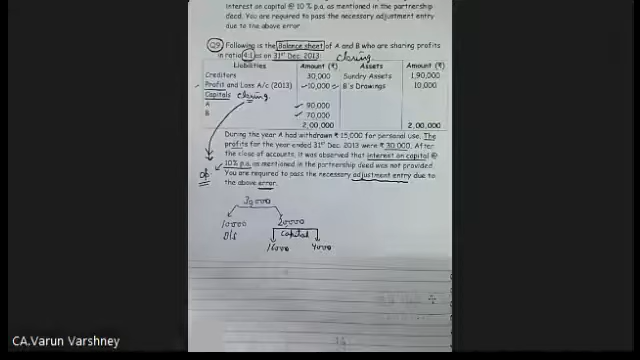 interest on capital @ 10 % p.a. as mentioned in the partnership
deed. You are required to pass the necessary adjustment entry
due to the above error.
Q9 Following is the Balance sheet of A and B who are sharing profits
in ratio 4:1 as on 31st Dec. 2013: closing
Liabilities Amount (₹) Assets Amount (₹)
Creditors 30,000 Sundry Assets 1,90,000
Profit and Loss A/c (2013) 10,000 B's Drawings 10,000
Capitals closing
A 90,000
B 70,000
2,00,000 2,00,000
During the year A had withdrawn ₹ 15,000 for personal use. The
profits for the year ended 31st Dec. 2013 were ₹ 30,000. After
the close of accounts, it was observed that interest on capital @
10% p.a. as mentioned in the partnership deed was not provided.
You are required to pass the necessary adjustment entry due to
the above error.
op
30000
10000 20000
B/S Capital
16000 4000
CA.Varun Varshney